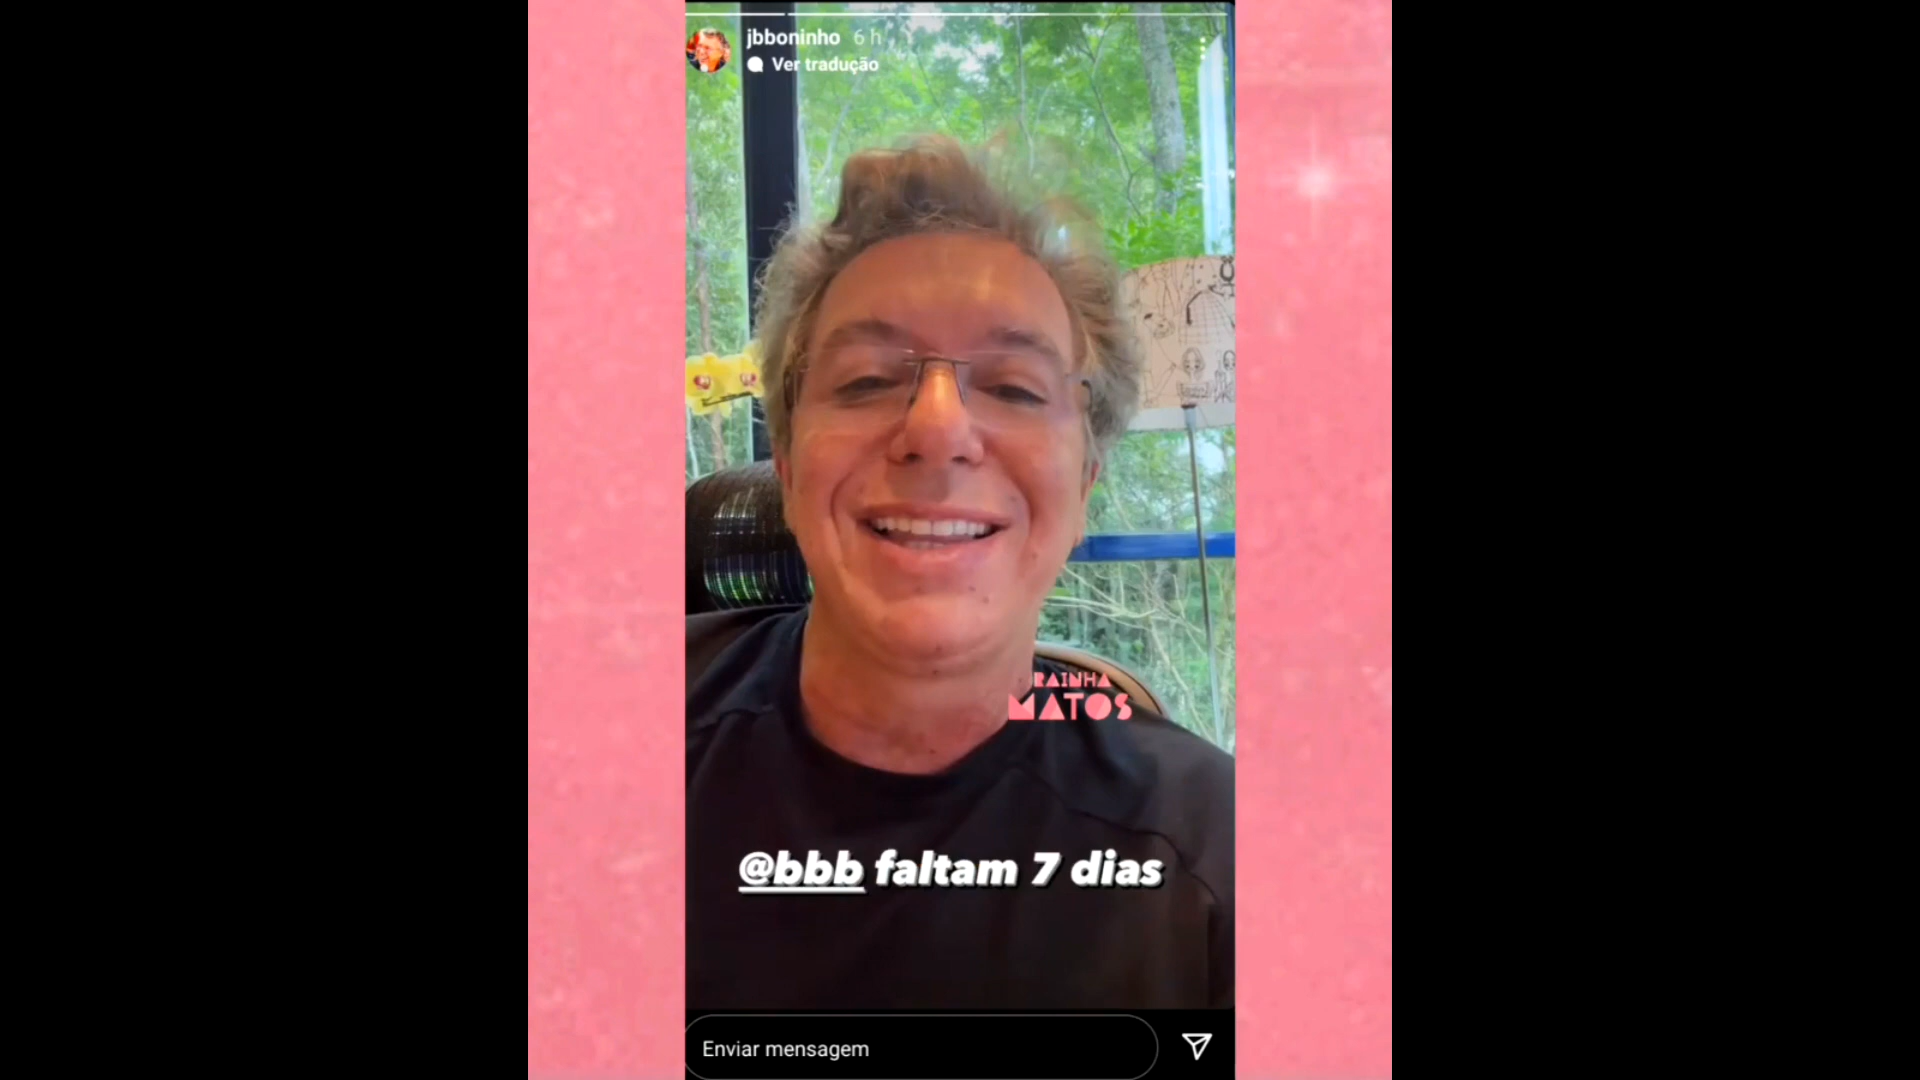 jbboninho 6 h
Ver tradução
RAINHA
MATOS
@bbb faltam 7 dias
Enviar mensagem